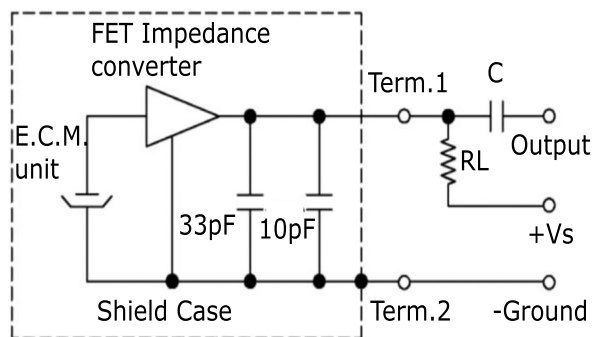 FET Impedance
converter
Term.1
C
E.C.M.
unit
Output
RL
33pF
10pF
+Vs
Shield Case
Term.2
-Ground